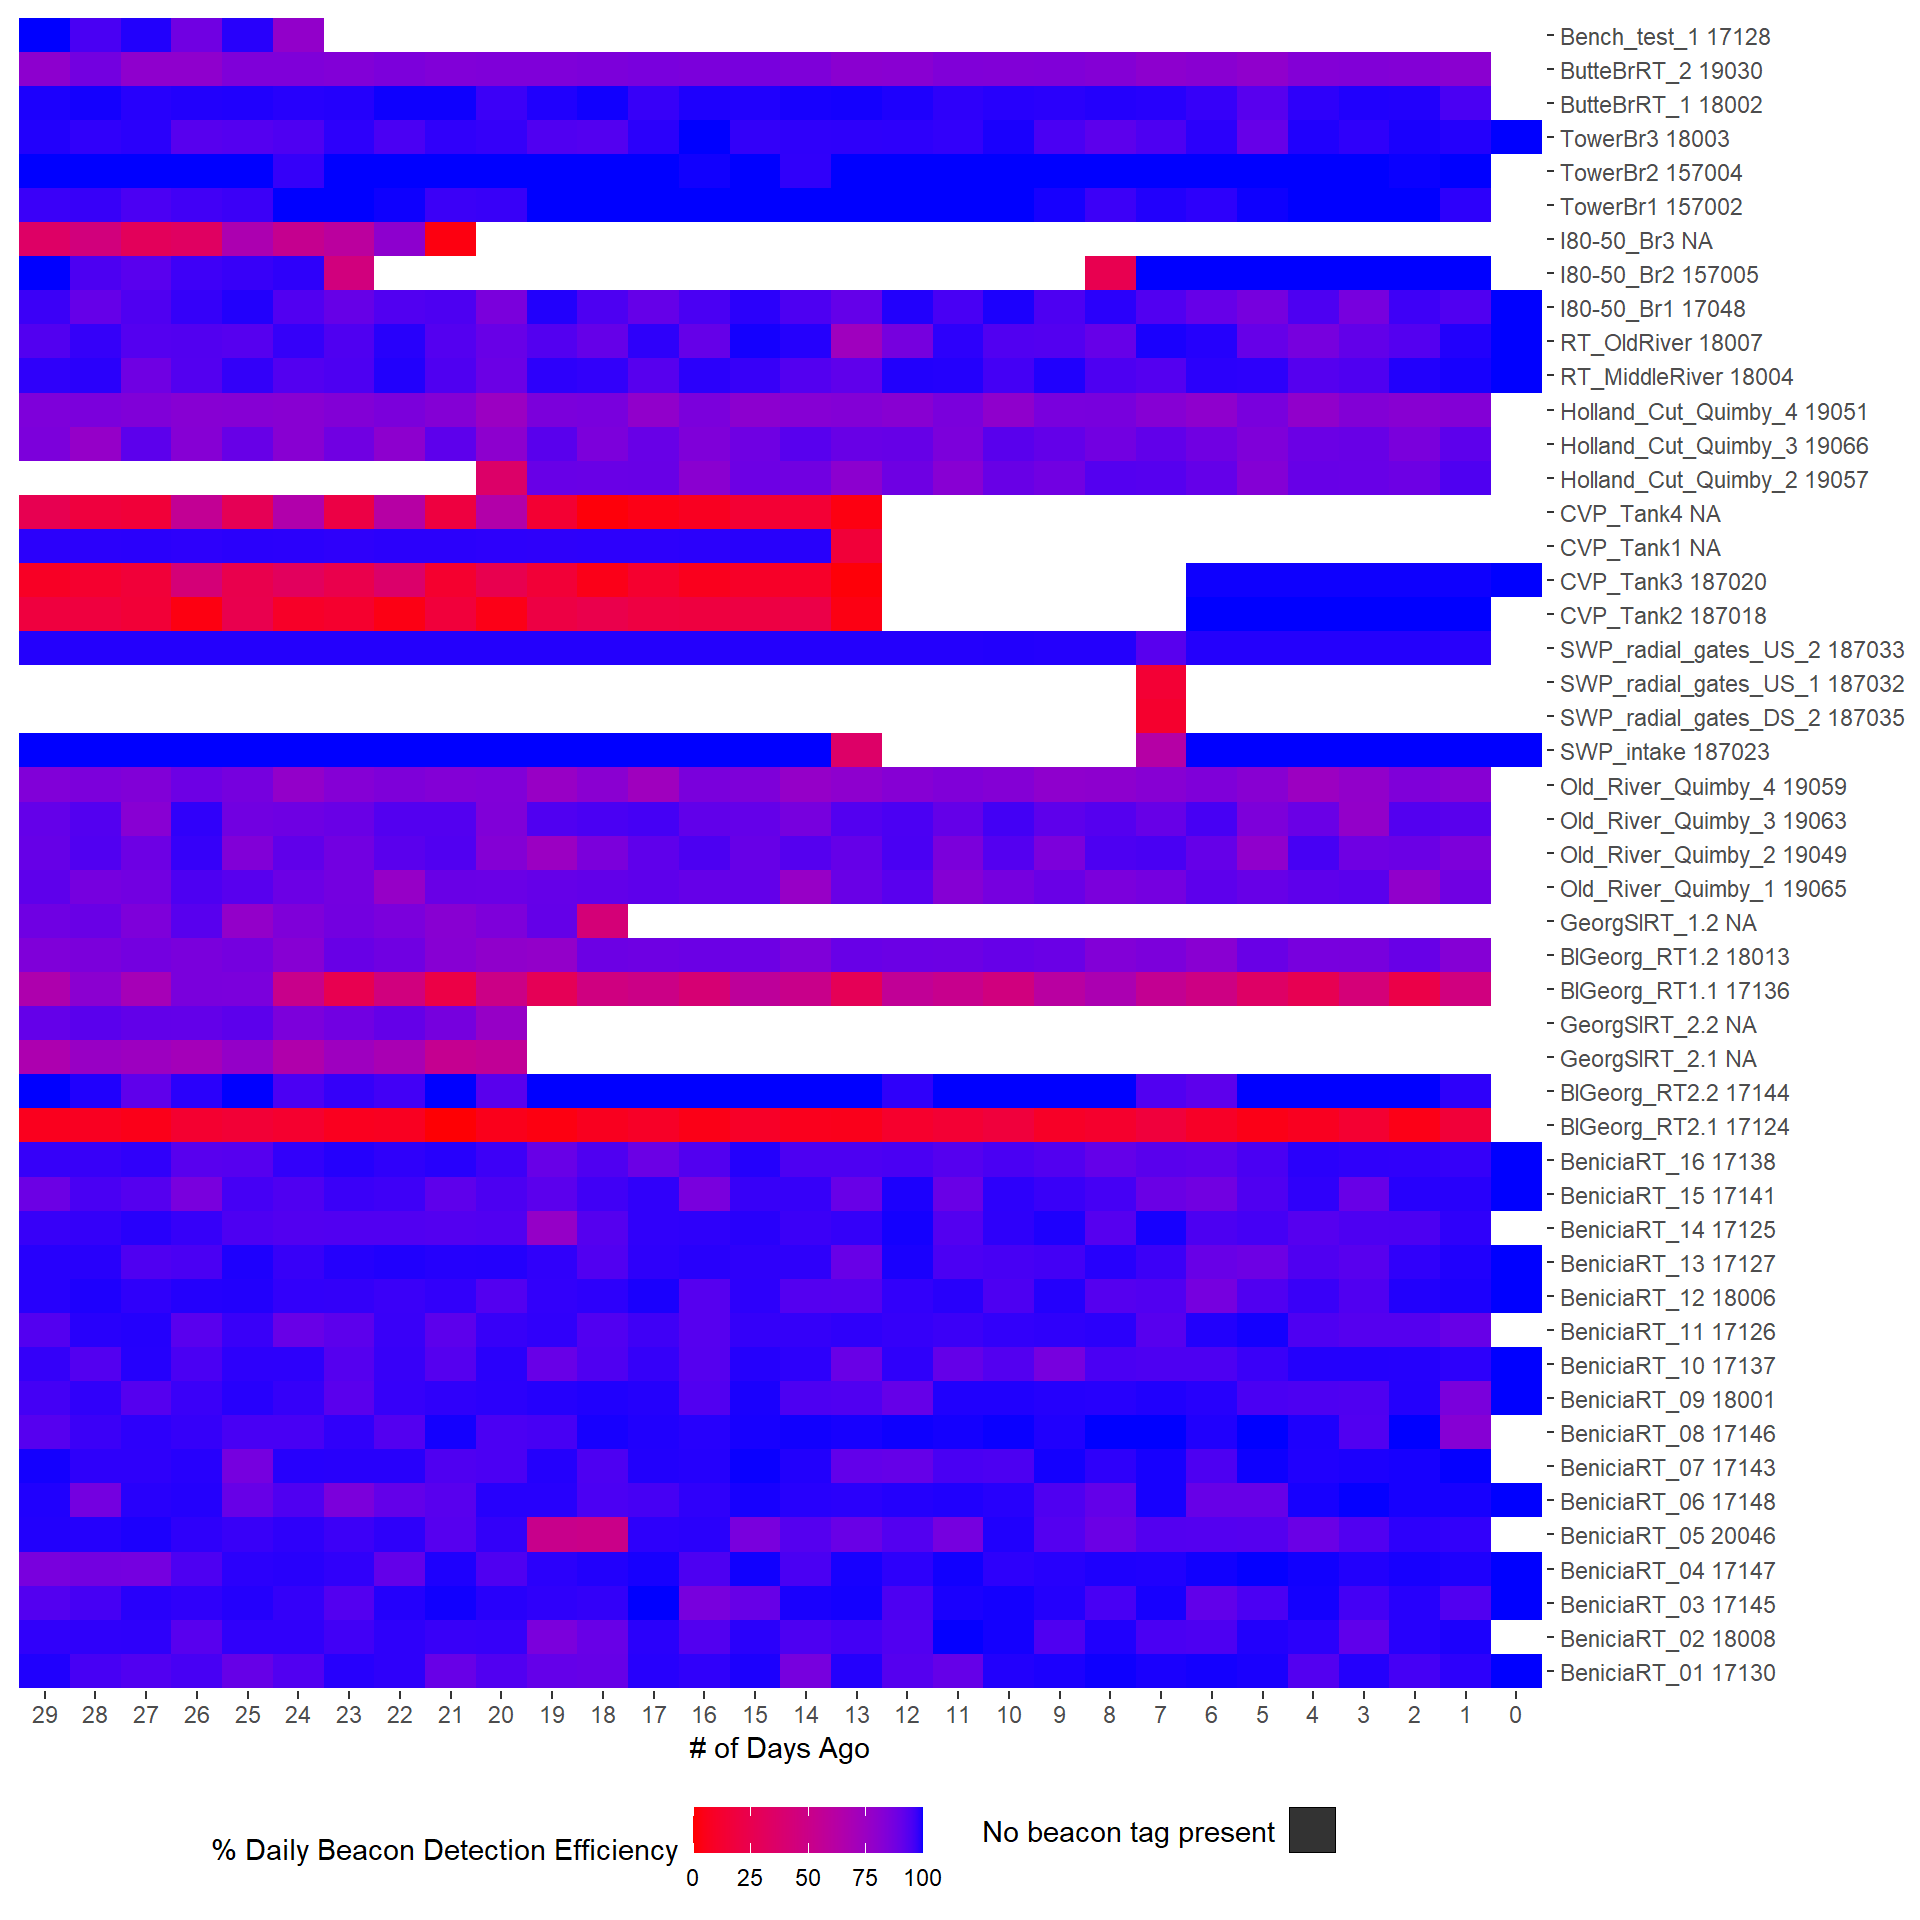 Bench_test_1 17128
ButteBrRT_2 19030
ButteBrRT_1 18002
TowerBr3 18003
TowerBr2 157004
TowerBr1 157002
I80-50_Br3 NA
I80-50_Br2 157005
I80-50_Br1 17048
RT_OldRiver 18007
RT_MiddleRiver 18004
Holland_Cut_Quimby_4 19051
Holland_Cut_Quimby_3 19066
Holland_Cut_Quimby_2 19057
CVP_Tank4 NA
CVP_Tank1 NA
CVP_Tank3 187020
CVP_Tank2 187018
SWP_radial_gates_US_2 187033
SWP_radial_gates_US_1 187032
SWP_radial_gates_DS_2 187035
SWP_intake 187023
Old_River_Quimby_4 19059
Old_River_Quimby_3 19063
Old_River_Quimby_2 19049
Old_River_Quimby_1 19065
GeorgSlRT_1.2 NA
BlGeorg_RT1.2 18013
BlGeorg_RT1.1 17136
GeorgSlRT_2.2 NA
GeorgSlRT_2.1 NA
BlGeorg_RT2.2 17144
BlGeorg_RT2.1 17124
BeniciaRT_16 17138
BeniciaRT_15 17141
BeniciaRT_14 17125
BeniciaRT_13 17127
BeniciaRT_12 18006
BeniciaRT_11 17126
BeniciaRT_10 17137
BeniciaRT_09 18001
BeniciaRT_08 17146
BeniciaRT_07 17143
BeniciaRT_06 17148
BeniciaRT_05 20046
BeniciaRT_04 17147
BeniciaRT_03 17145
BeniciaRT_02 18008
BeniciaRT_01 17130
29 28 27 26 25 24 23 22 21 20 19 18 17 16 15 14 13 12 11 10 9 8 7 6 5 4 3 2 1 0
# of Days Ago
% Daily Beacon Detection Efficiency
0 25 50 75 100
No beacon tag present